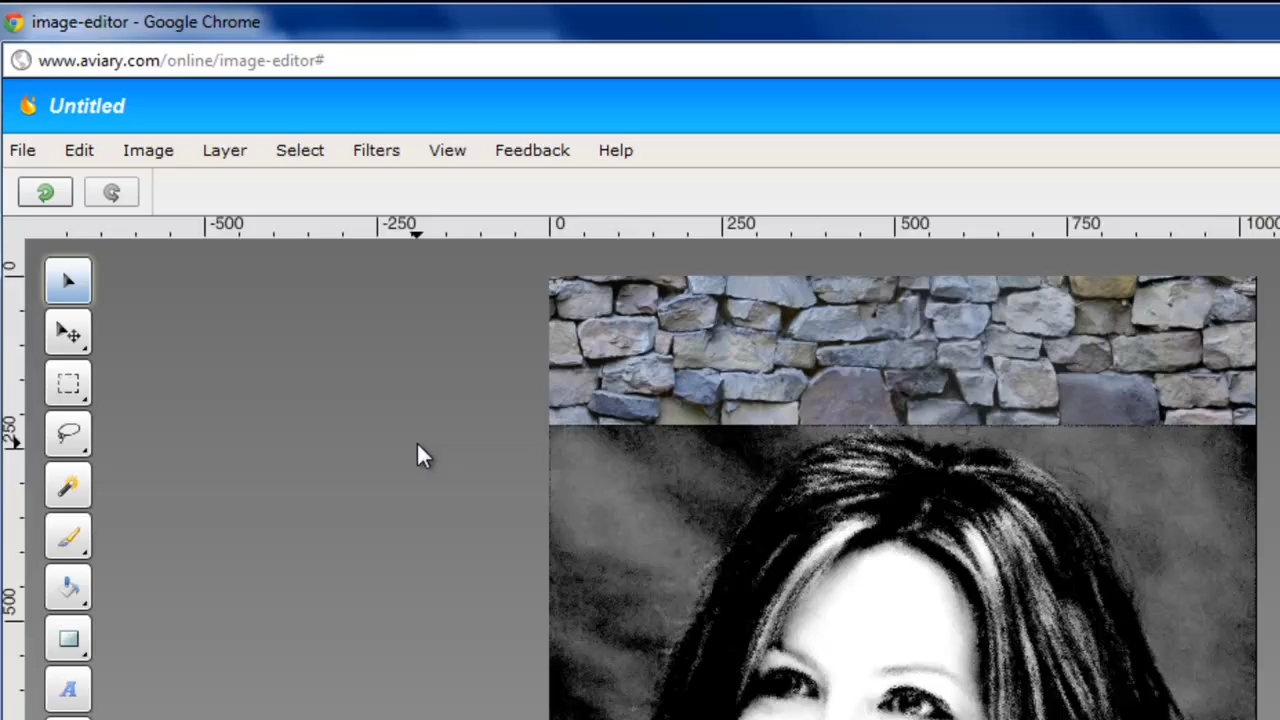 image-editor - Google Chrome
www.aviary.com/online/image-editor#
Untitled
File Edit Image Layer Select Filters View Feedback Help
-500 -250 0 250 500 750 1000
0
250
500
A